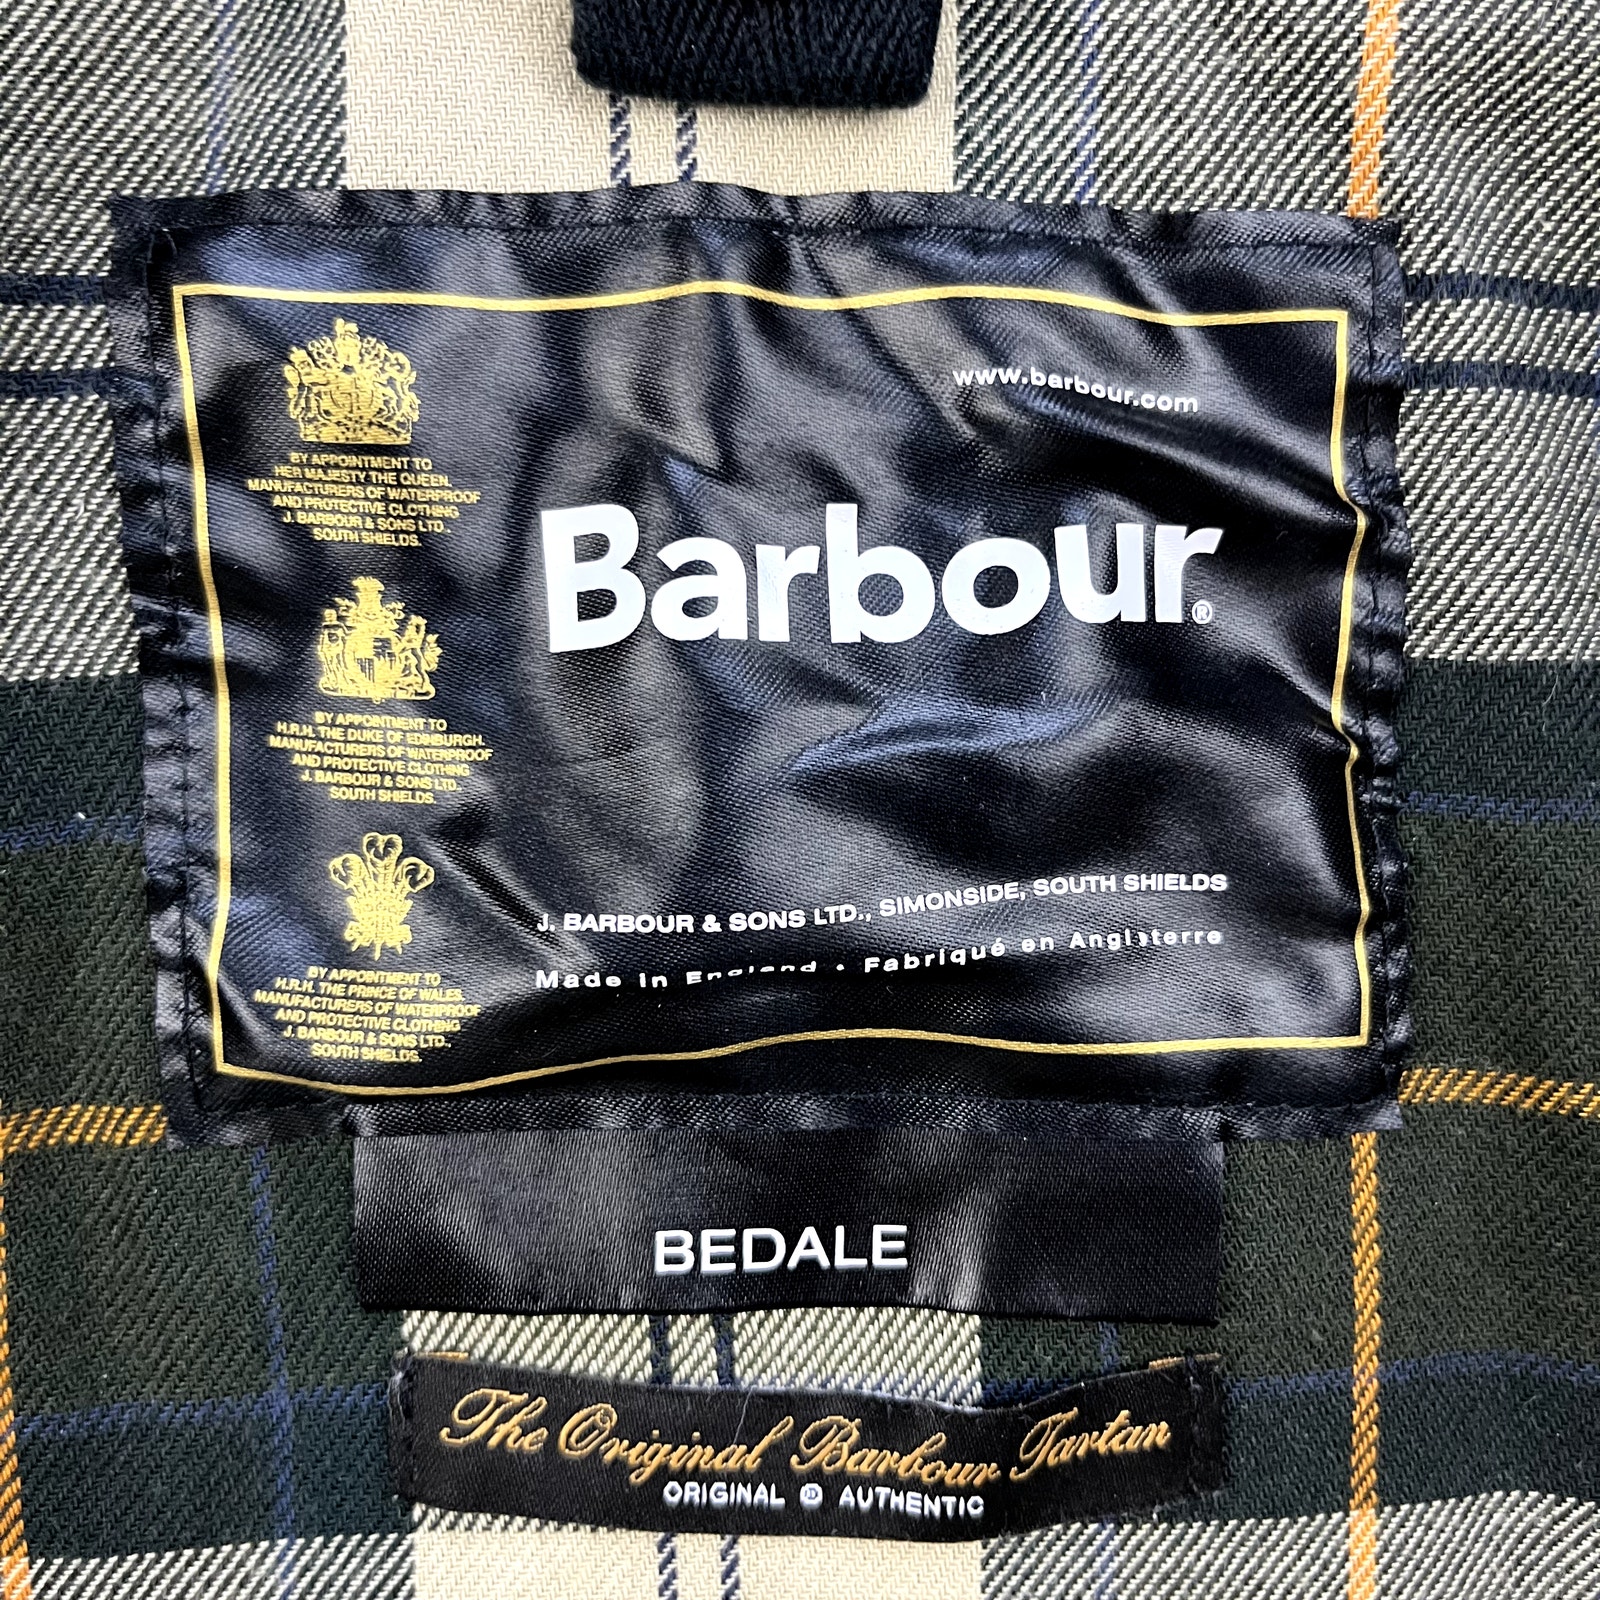 www.barbour.com
BY APPOINTMENT TO
HER MAJESTY THE QUEEN.
MANUFACTURERS OF WATERPROOF
AND PROTECTIVE CLOTHING
J. BARBOUR & SONS LTD.
SOUTH SHIELDS.
Barbour®
BY APPOINTMENT TO
H.R.H. THE DUKE OF EDINBURGH.
MANUFACTURERS OF WATERPROOF
AND PROTECTIVE CLOTHING
J. BARBOUR & SONS LTD.
SOUTH SHIELDS.
BY APPOINTMENT TO
H.R.H. THE PRINCE OF WALES.
MANUFACTURERS OF WATERPROOF
AND PROTECTIVE CLOTHING
J. BARBOUR & SONS LTD.,
SOUTH SHIELDS.
J. BARBOUR & SONS LTD., SIMONSIDE, SOUTH SHIELDS
Made in England • Fabriqué en Angleterre
BEDALE
The Original Barbour Tartan
ORIGINAL AUTHENTIC